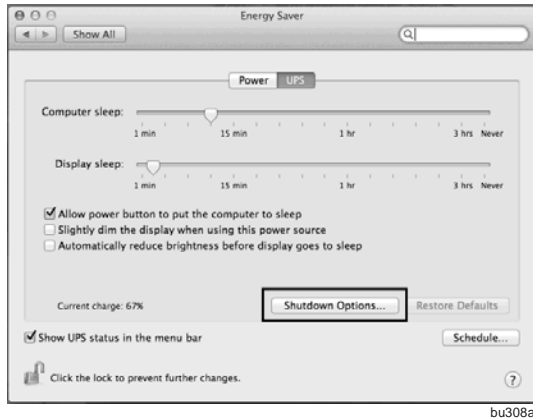 Energy Saver
Show All
Power UPS
Computer sleep:
1 min 15 min 1 hr 3 hrs Never
Display sleep:
1 min 15 min 1 hr 3 hrs Never
Allow power button to put the computer to sleep
Slightly dim the display when using this power source
Automatically reduce brightness before display goes to sleep
Current charge: 67% Shutdown Options... Restore Defaults
Show UPS status in the menu bar Schedule...
Click the lock to prevent further changes. ?
bu308a